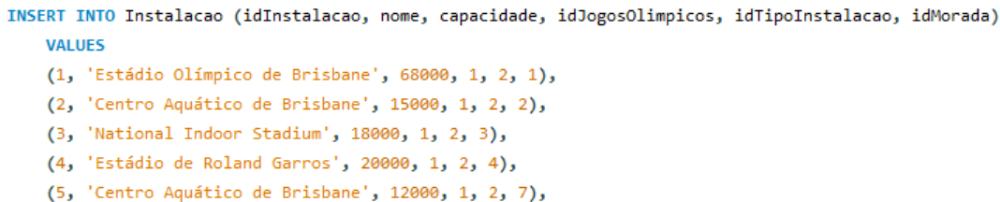 INSERT INTO Instalacao (idInstalacao, nome, capacidade, idJogosOlimpicos, idTipoInstalacao, idMorada)
VALUES
(1, 'Estádio Olímpico de Brisbane', 68000, 1, 2, 1),
(2, 'Centro Aquático de Brisbane', 15000, 1, 2, 2),
(3, 'National Indoor Stadium', 18000, 1, 2, 3),
(4, 'Estádio de Roland Garros', 20000, 1, 2, 4),
(5, 'Centro Aquático de Brisbane', 12000, 1, 2, 7),